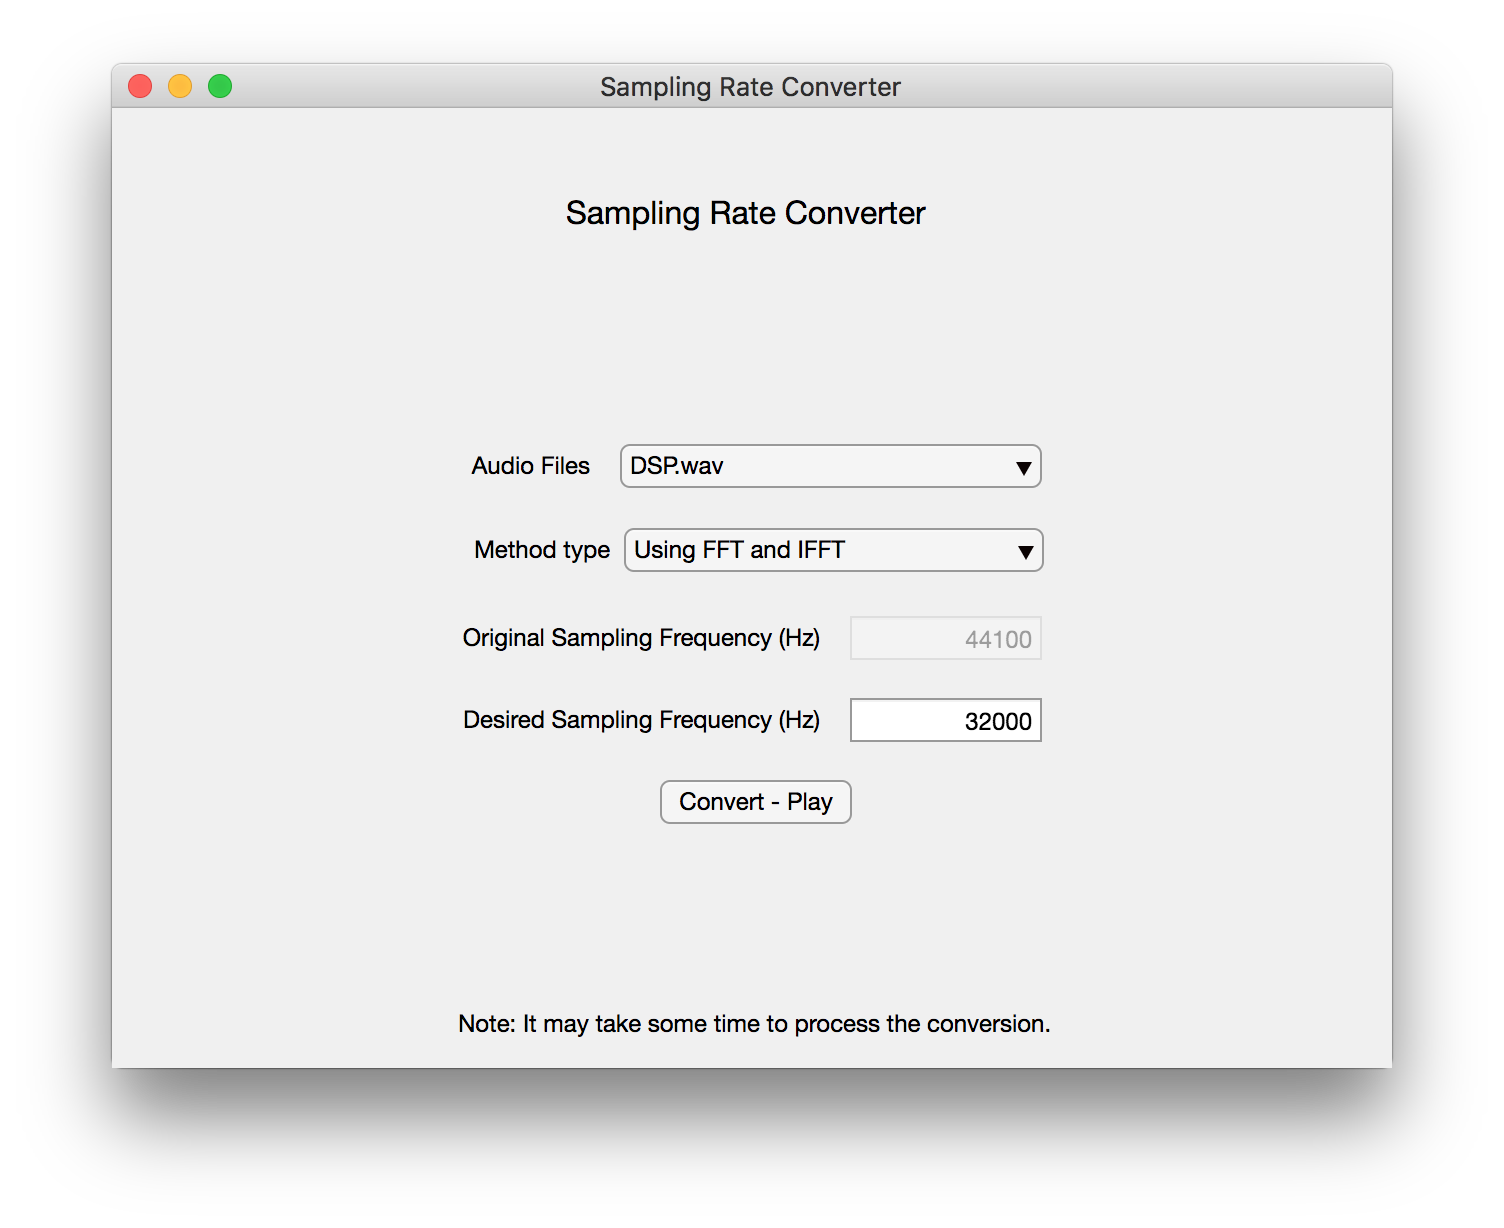 Sampling Rate Converter
Sampling Rate Converter
Audio Files DSP.wav
Method type Using FFT and IFFT
Original Sampling Frequency (Hz) 44100
Desired Sampling Frequency (Hz) 32000
Convert - Play
Note: It may take some time to process the conversion.